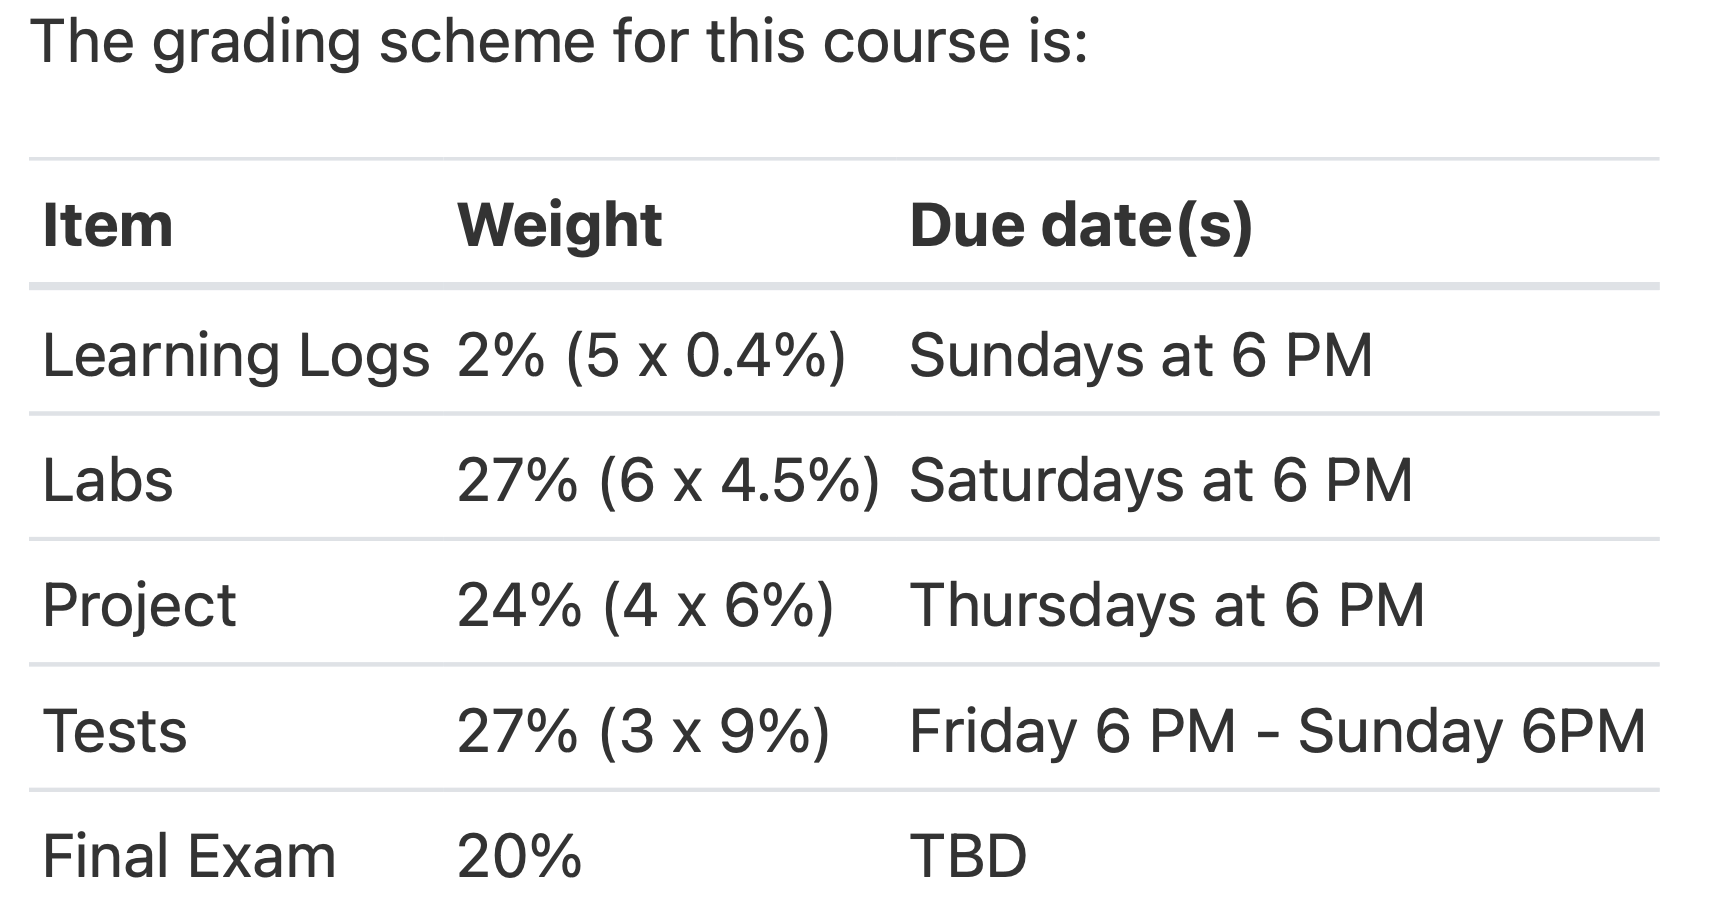 The grading scheme for this course is:
Item Weight Due date(s)
Learning Logs 2% (5 x 0.4%) Sundays at 6 PM
Labs 27% (6 x 4.5%) Saturdays at 6 PM
Project 24% (4 x 6%) Thursdays at 6 PM
Tests 27% (3 x 9%) Friday 6 PM - Sunday 6PM
Final Exam 20% TBD